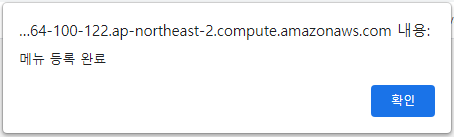 ...64-100-122.ap-northeast-2.compute.amazonaws.com 내용:
메뉴 등록 완료
확인